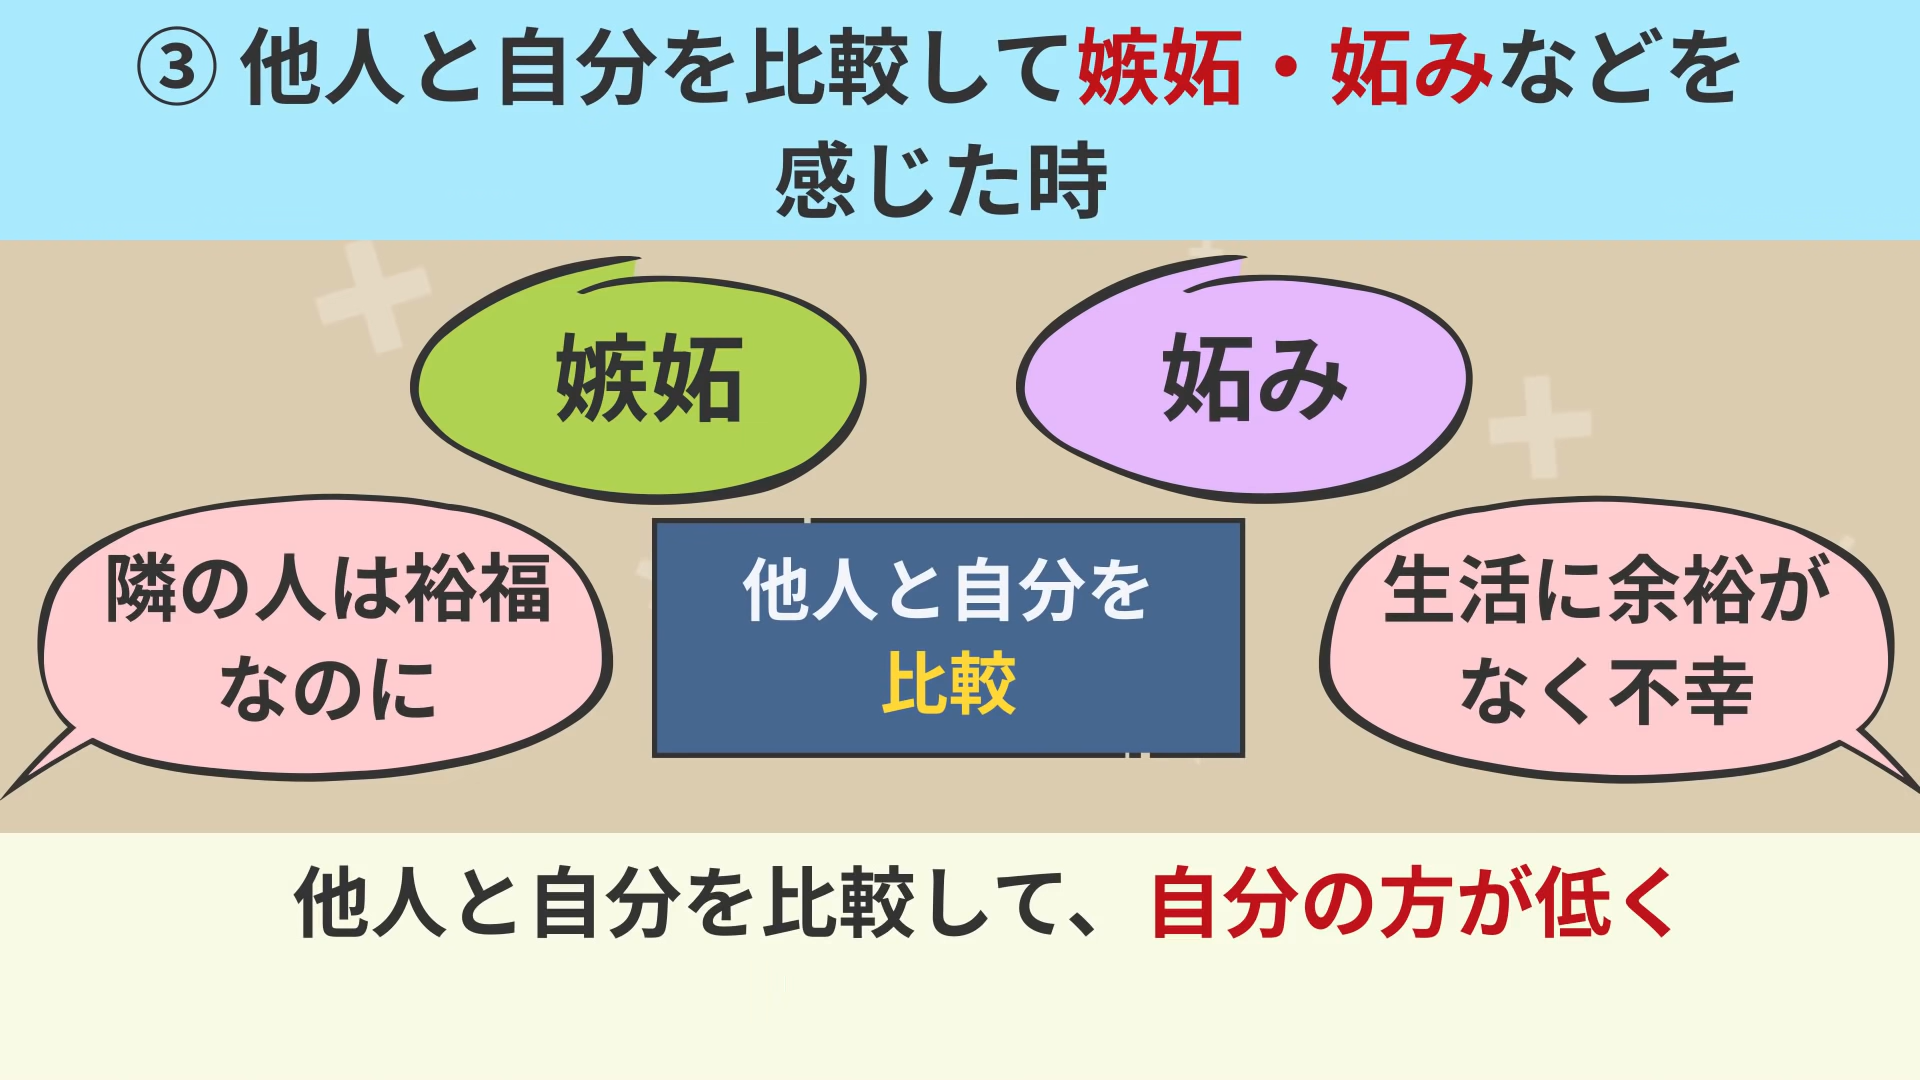 ③ 他人と自分を比較して嫉妬・妬みなどを
感じた時
嫉妬
妬み
隣の人は裕福
なのに
他人と自分を
比較
生活に余裕が
なく不幸
他人と自分を比較して、自分の方が低く